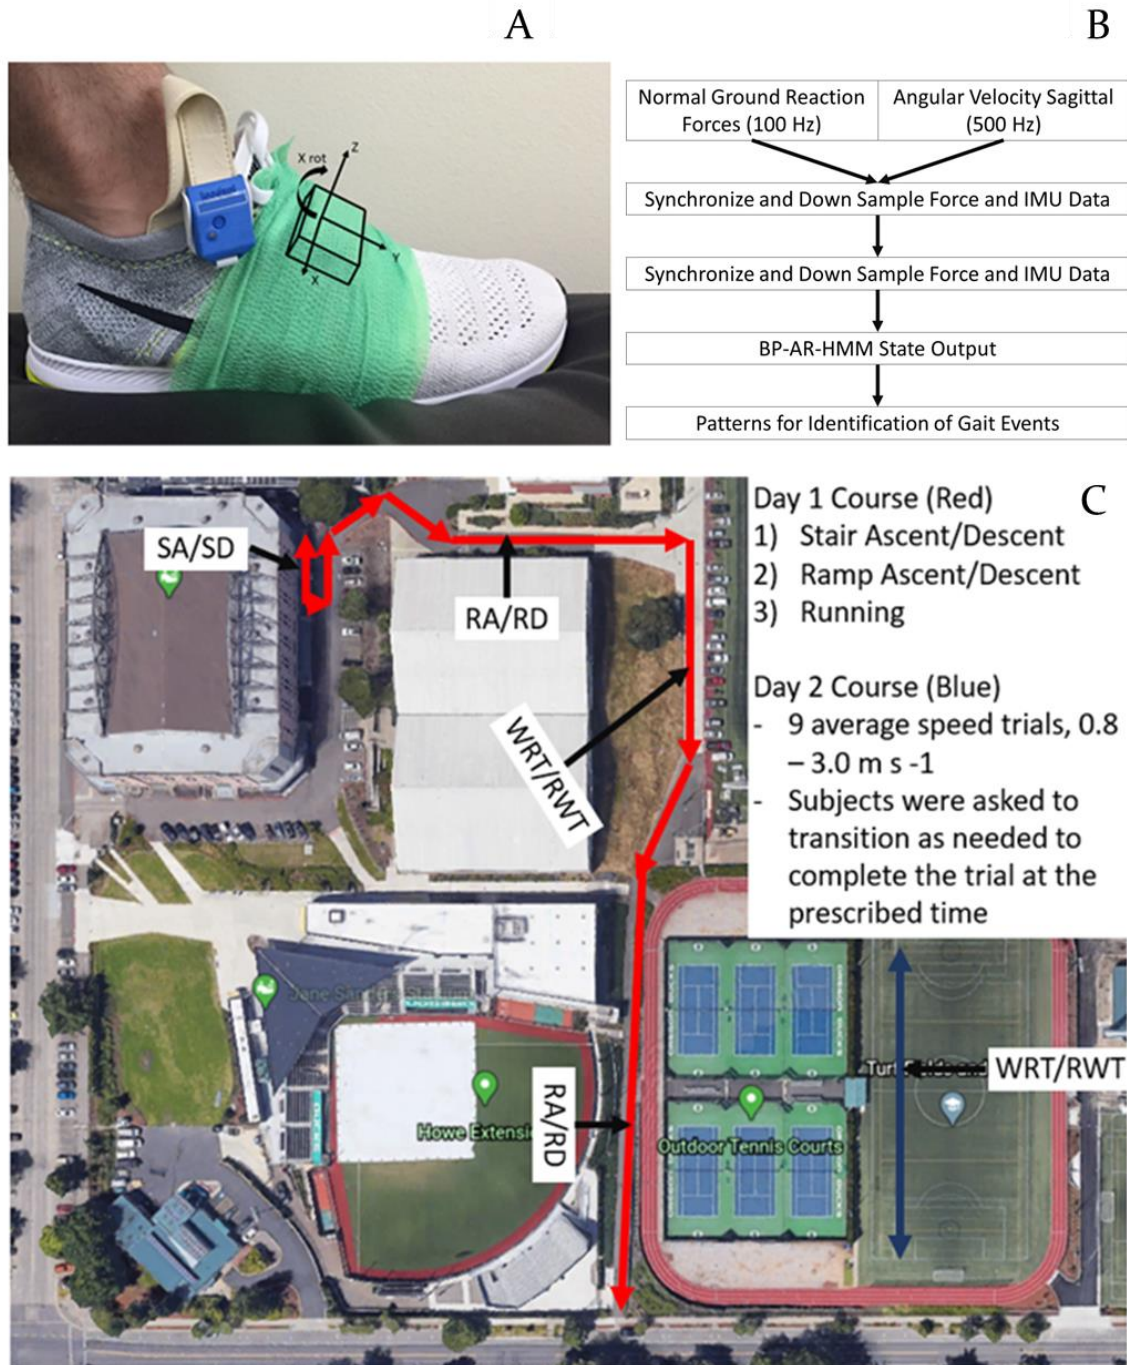 A
B
X rot
Z
Y
X
Normal Ground Reaction
Forces (100 Hz)
Angular Velocity Sagittal
(500 Hz)
Synchronize and Down Sample Force and IMU Data
Synchronize and Down Sample Force and IMU Data
BP-AR-HMM State Output
Patterns for Identification of Gait Events
C
Day 1 Course (Red)
1) Stair Ascent/Descent
2) Ramp Ascent/Descent
3) Running
Day 2 Course (Blue)
- 9 average speed trials, 0.8
– 3.0 m s -1
- Subjects were asked to
transition as needed to
complete the trial at the
prescribed time
SA/SD
RA/RD
WRT/RWT
RA/RD
WRT/RWT
Howe Extensi
Outdoor Tennis Courts